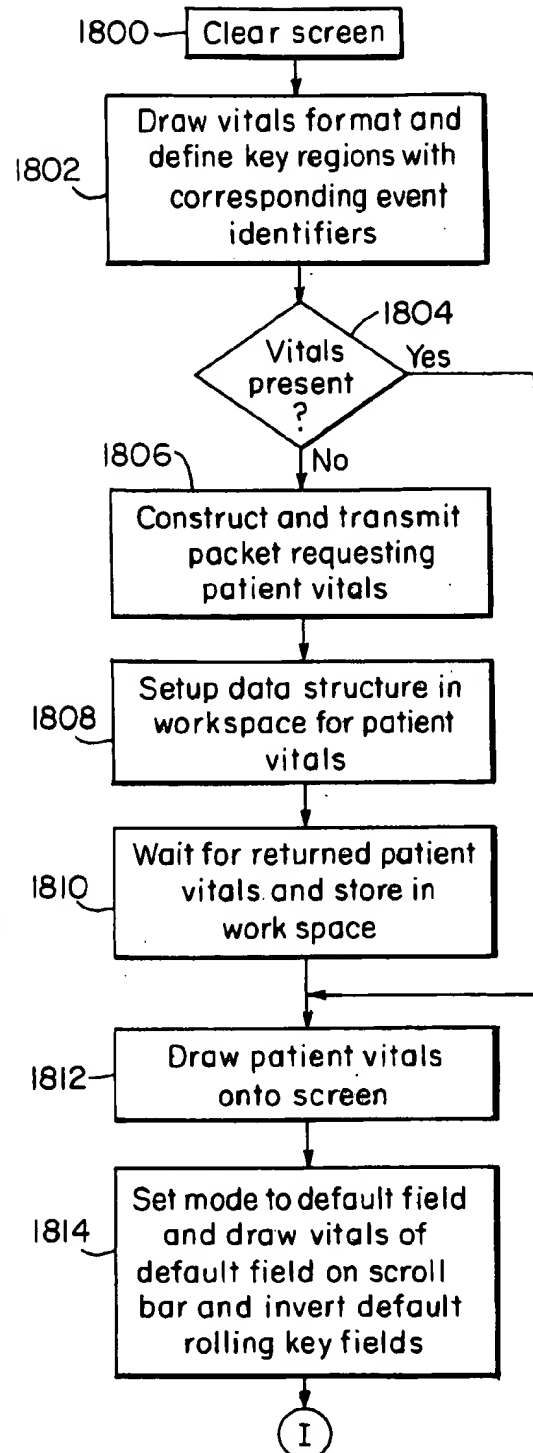 1800
Clear screen
1802
Draw vitals format and
define key regions with
corresponding event
identifiers
1804
Vitals
present
?
Yes
No
1806
Construct and transmit
packet requesting
patient vitals
1808
Setup data structure in
workspace for patient
vitals
1810
Wait for returned patient
vitals and store in
work space
1812
Draw patient vitals
onto screen
1814
Set mode to default field
and draw vitals of
default field on scroll
bar and invert default
rolling key fields
I